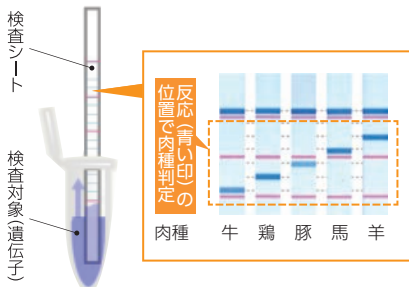 検査シート
検査対象(遺伝子)
反応(青い印)の
位置で肉種判定
肉種 牛 鶏 豚 馬 羊